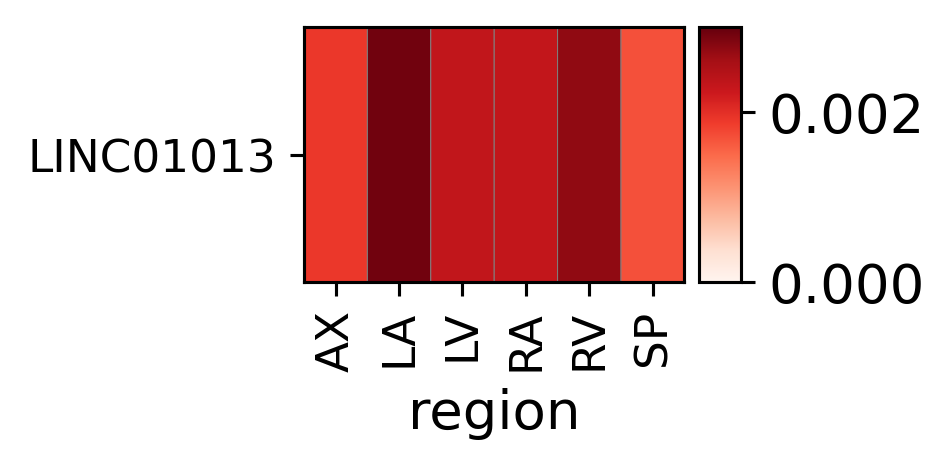 LINC01013
0.002
0.000
AX LA LV RA RV SP
region